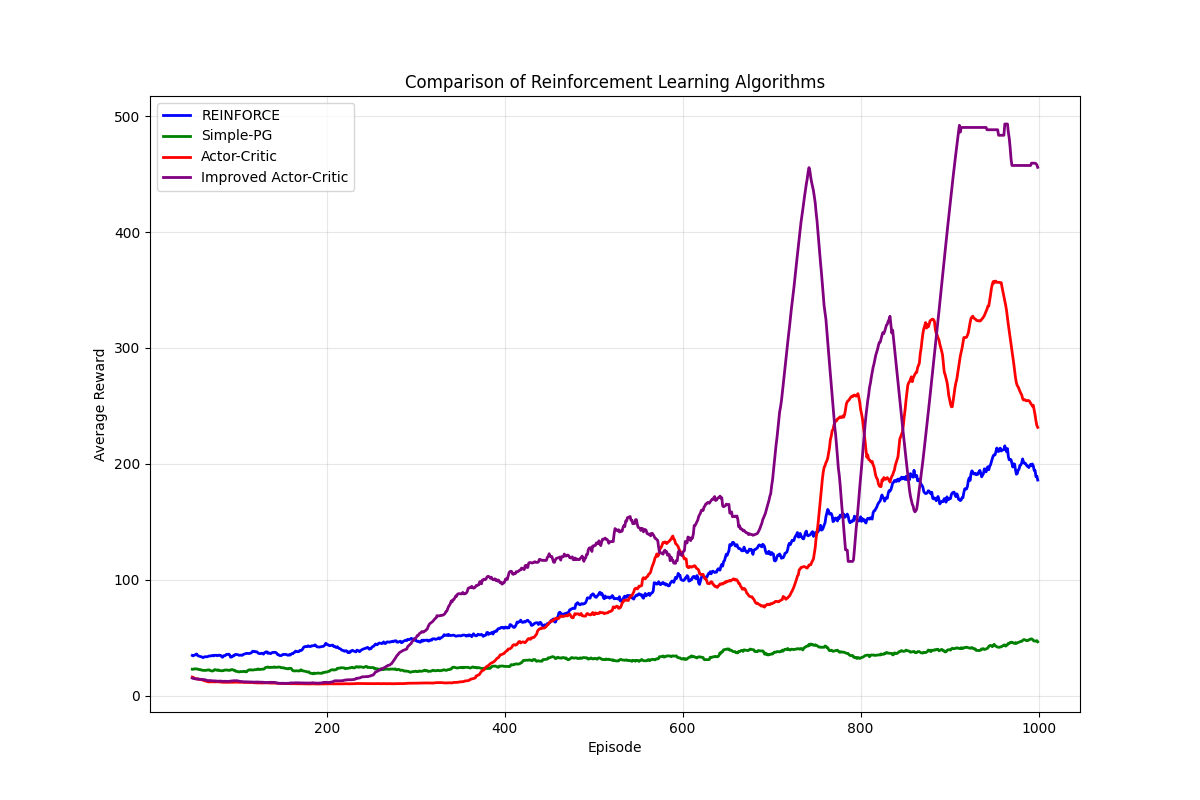 Comparison of Reinforcement Learning Algorithms
REINFORCE
Simple-PG
Actor-Critic
Improved Actor-Critic
500
400
300
200
100
0
Average Reward
200 400 600 800 1000
Episode